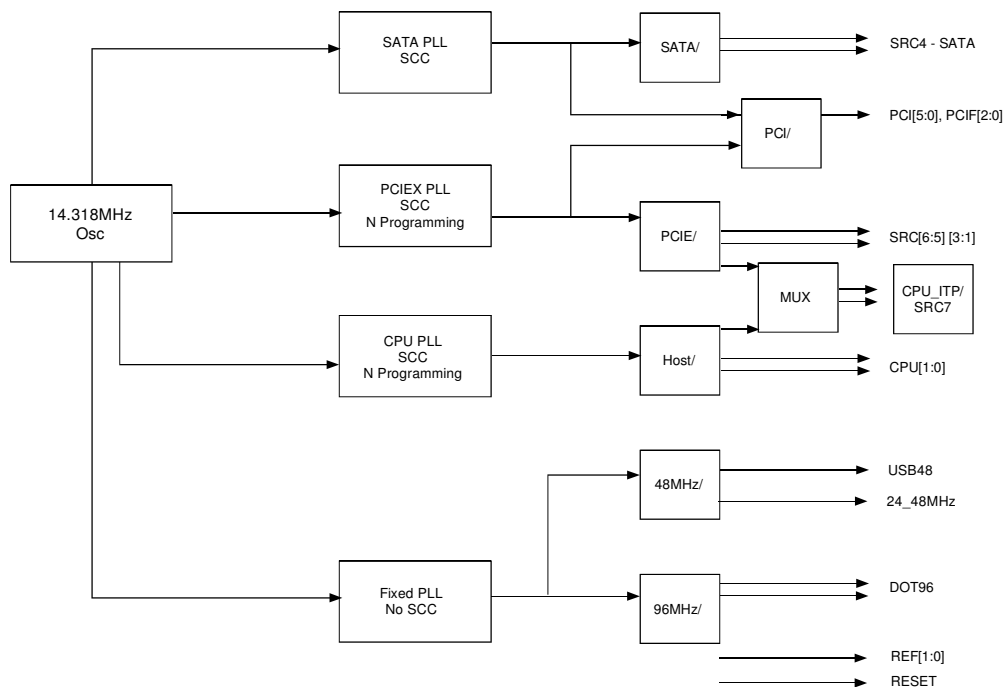 SATA PLL
SCC
SATA/
SRC4 - SATA
PCI/
PCI[5:0], PCIF[2:0]
14.318MHz
Osc
PCIEX PLL
SCC
N Programming
PCIE/
SRC[6:5] [3:1]
MUX
CPU_ITP/
SRC7
CPU PLL
SCC
N Programming
Host/
CPU[1:0]
48MHz/
USB48
24_48MHz
Fixed PLL
No SCC
96MHz/
DOT96
REF[1:0]
RESET